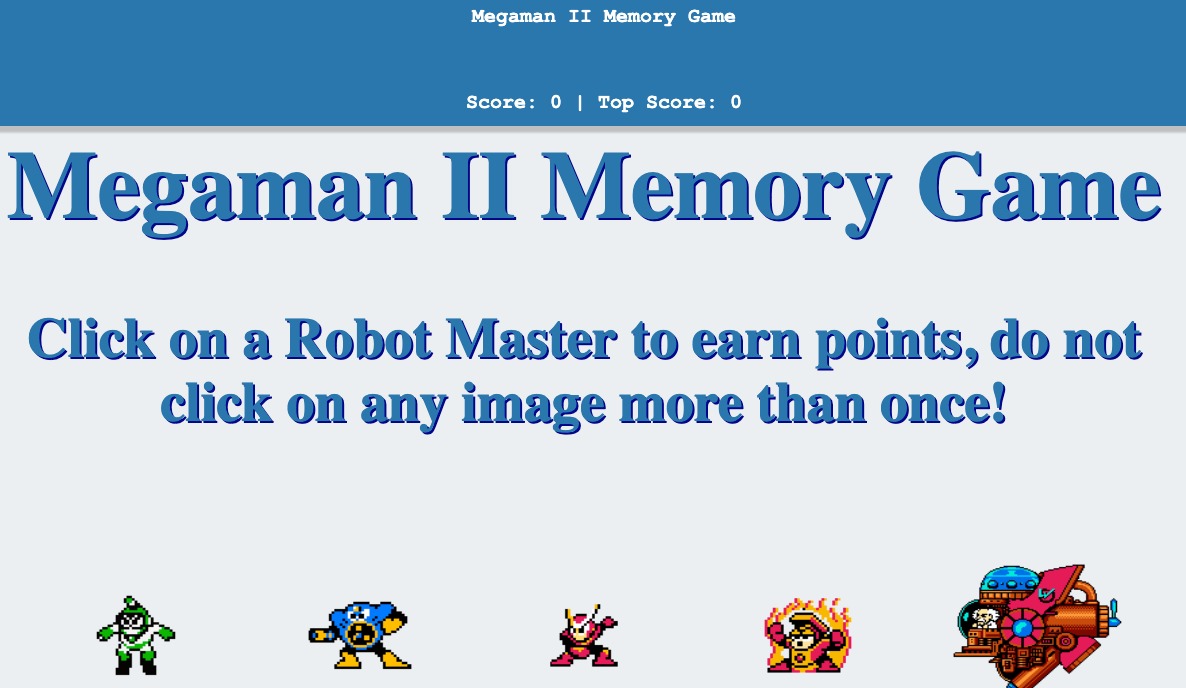 Megaman II Memory Game
Score: 0 | Top Score: 0
Megaman II Memory Game
Click on a Robot Master to earn points, do not
click on any image more than once!